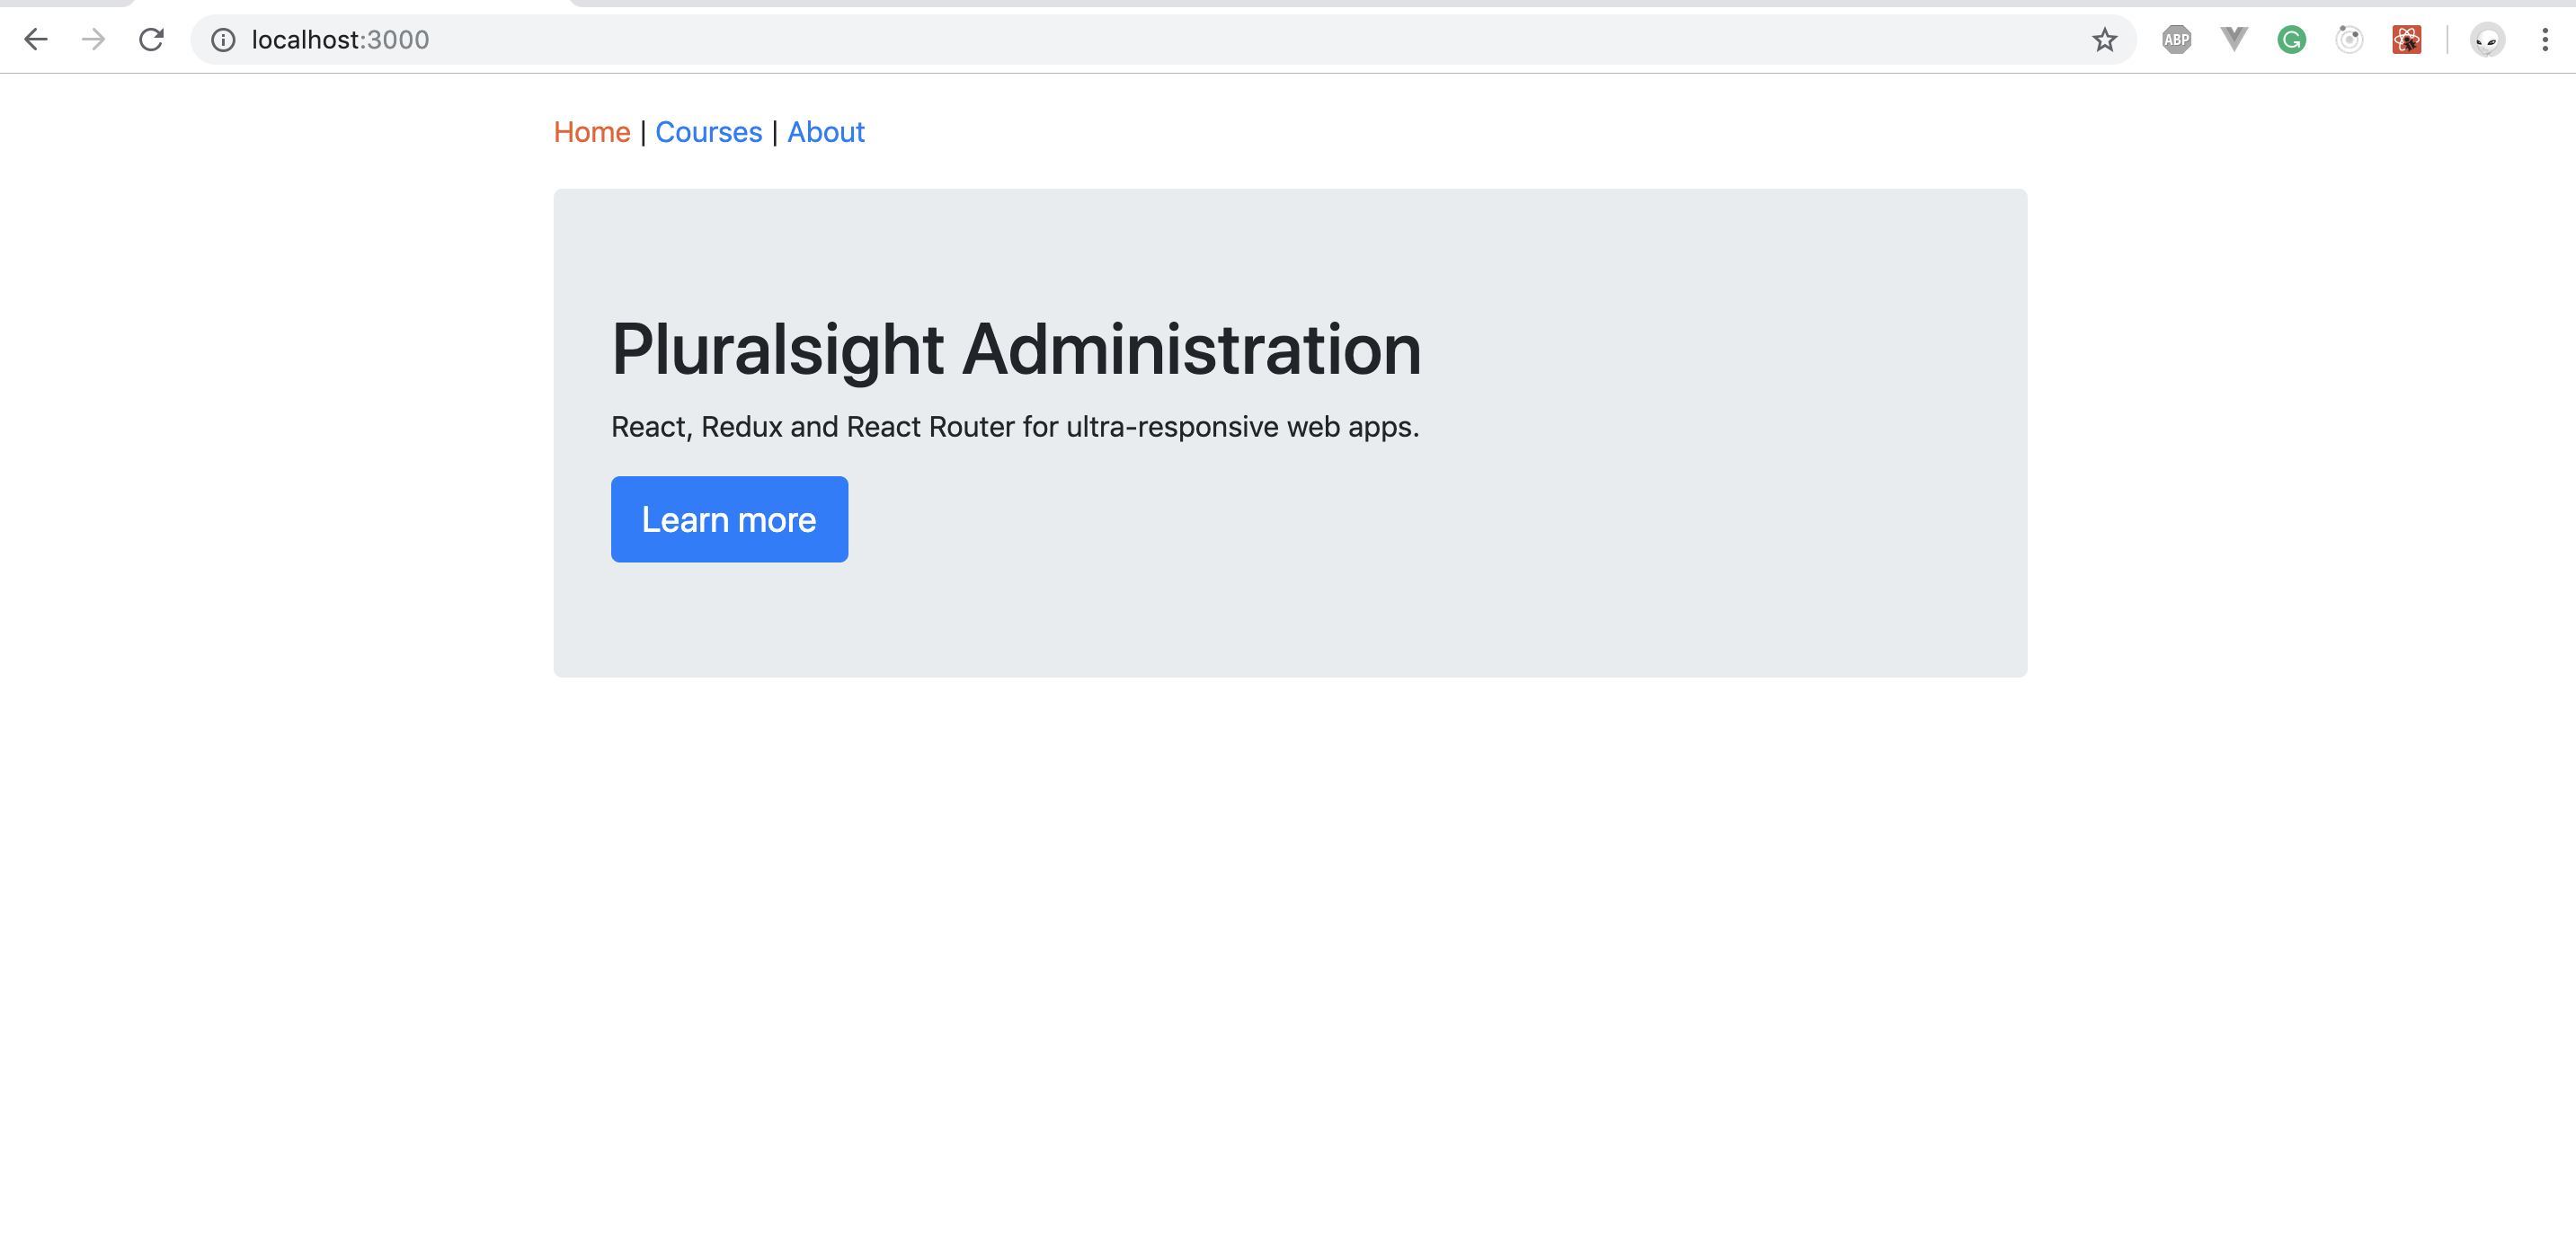 localhost:3000
ABP
Home | Courses | About
Pluralsight Administration
React, Redux and React Router for ultra-responsive web apps.
Learn more